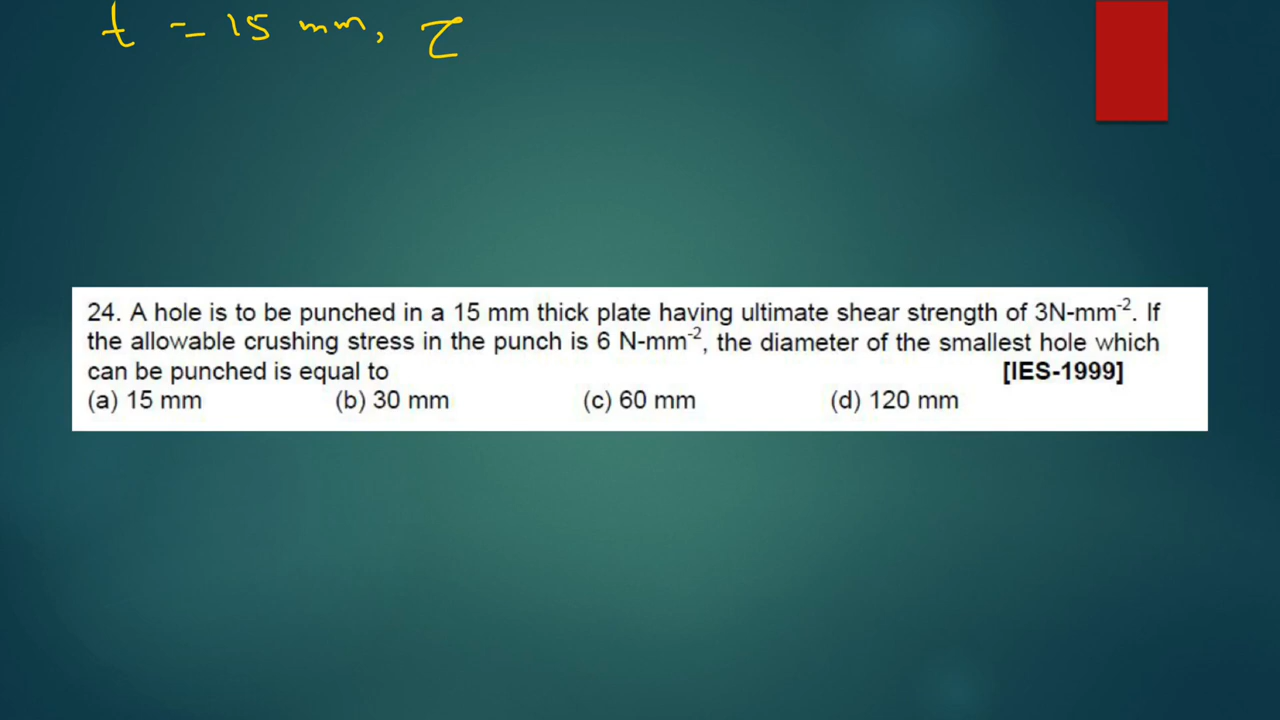 t = 15 mm, τ
24. A hole is to be punched in a 15 mm thick plate having ultimate shear strength of 3N-mm⁻². If
the allowable crushing stress in the punch is 6 N-mm⁻², the diameter of the smallest hole which
can be punched is equal to [IES-1999]
(a) 15 mm (b) 30 mm (c) 60 mm (d) 120 mm